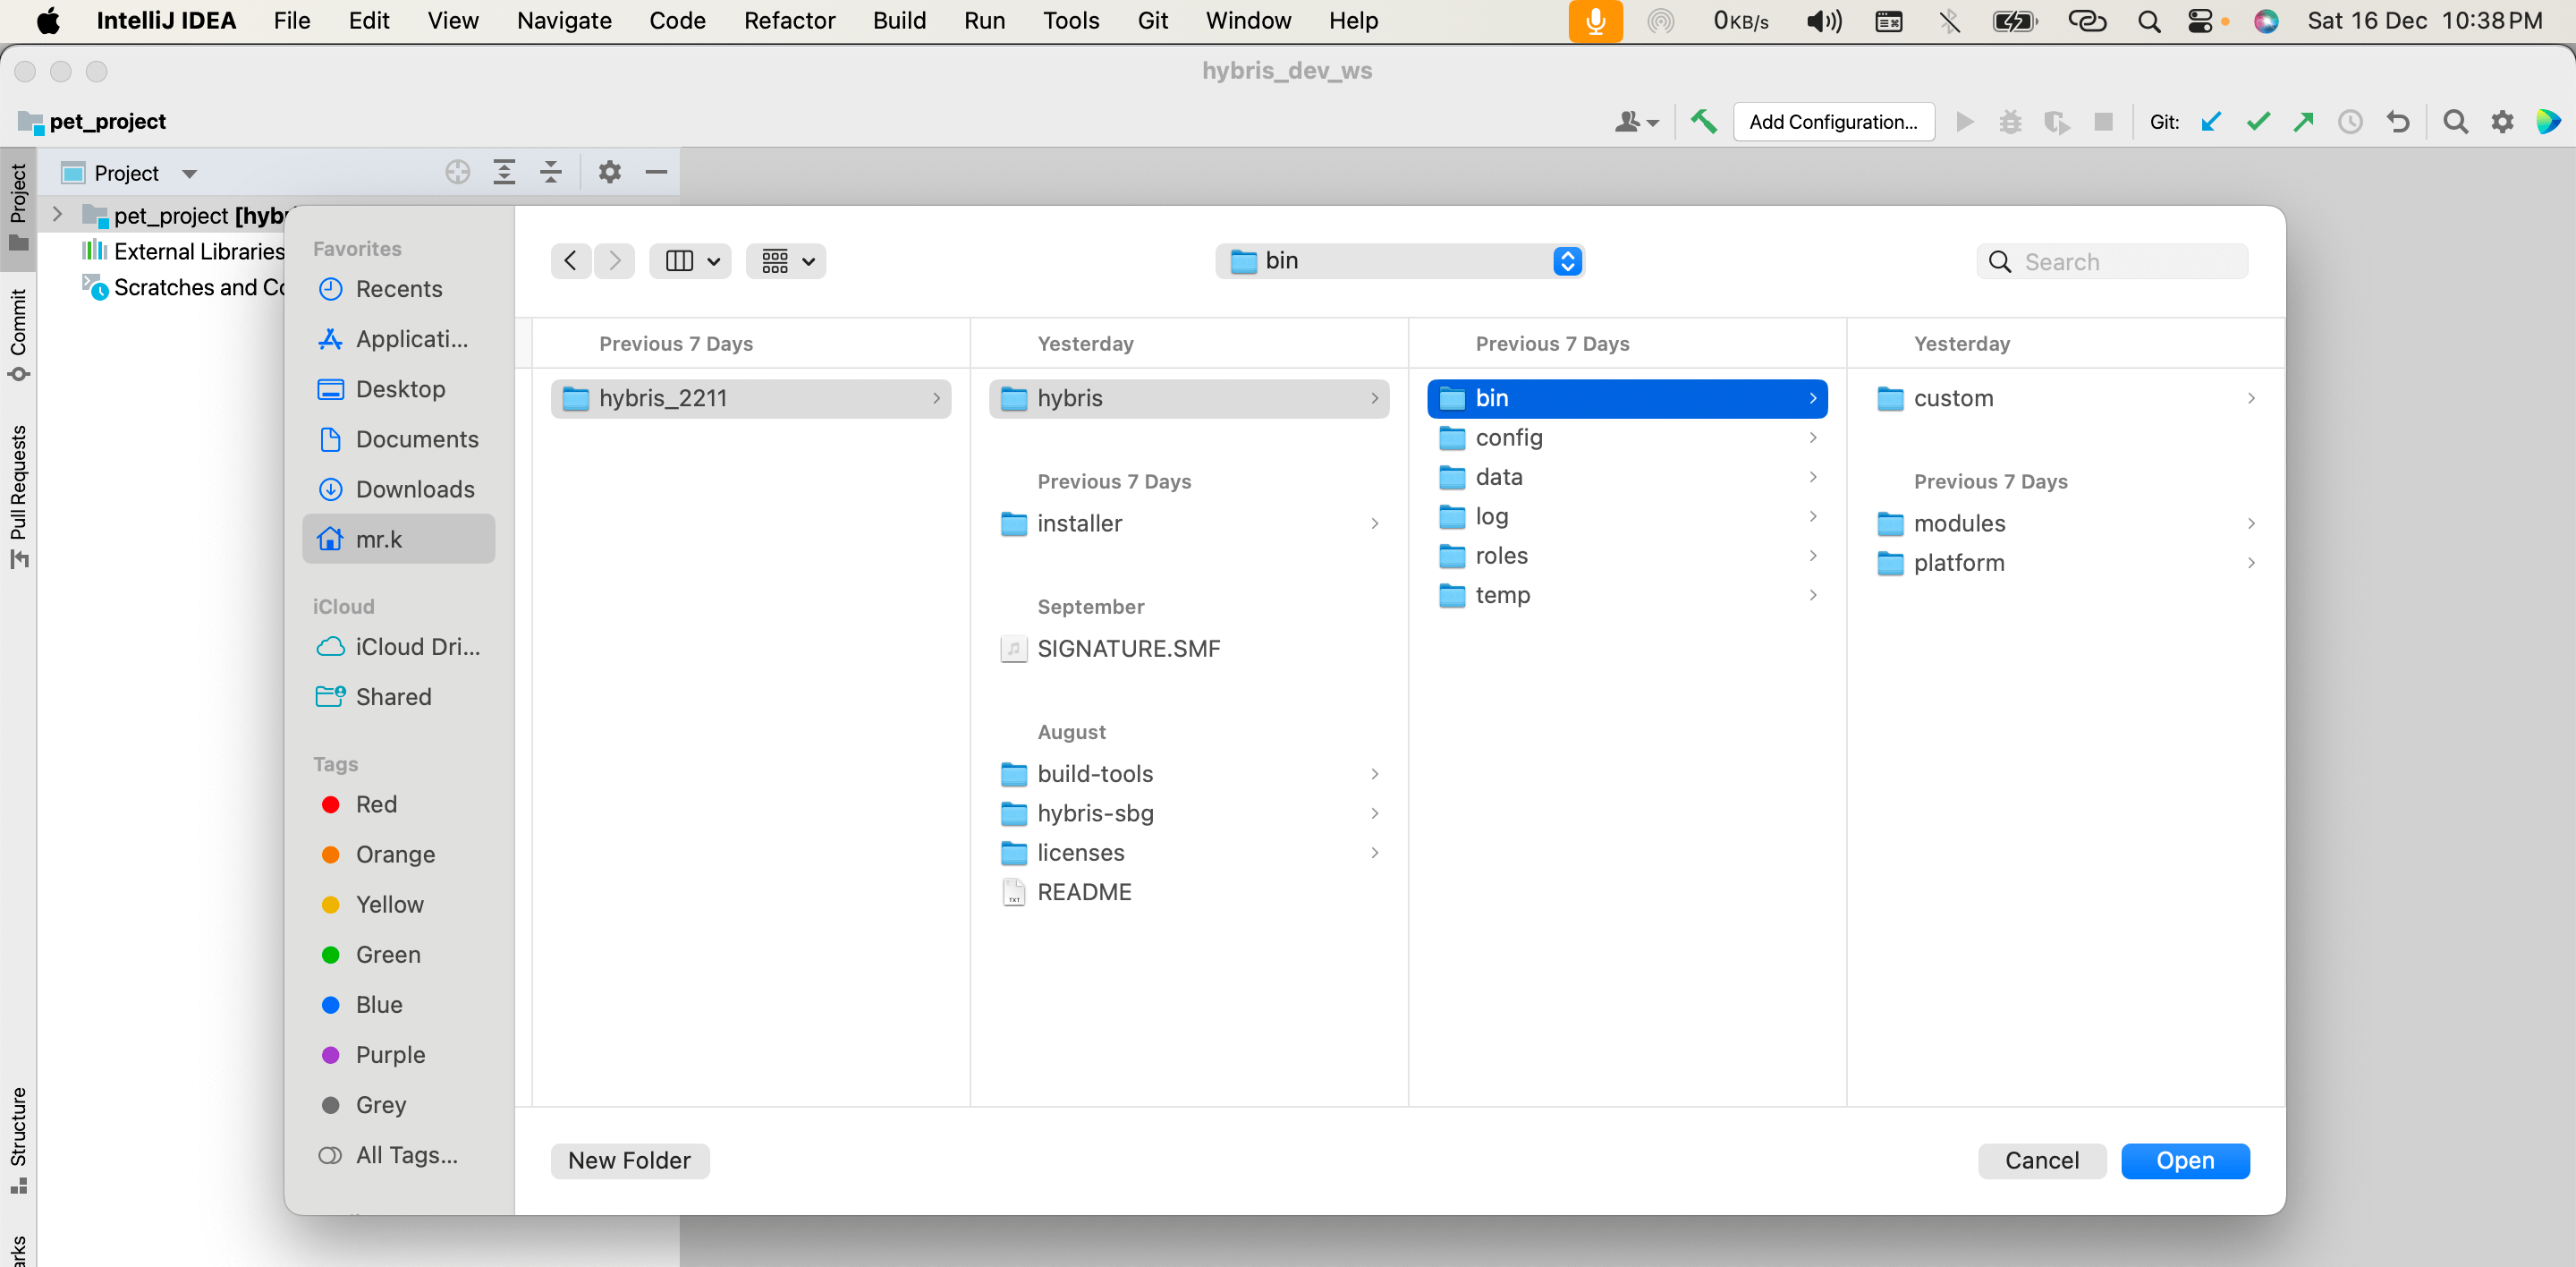 IntelliJ IDEA File Edit View Navigate Code Refactor Build Run Tools Git Window Help 0KB/s Sat 16 Dec 10:38 PM
hybris_dev_ws
pet_project Add Configuration... Git:
Project
Project
Commit
Pull Requests
Structure
arks
pet_project [hybr
External Libraries
Scratches and Co
Favorites
Recents
Applicati...
Desktop
Documents
Downloads
mr.k
iCloud
iCloud Dri...
Shared
Tags
Red
Orange
Yellow
Green
Blue
Purple
Grey
All Tags...
bin
Search
Previous 7 Days
hybris_2211
Yesterday
hybris
Previous 7 Days
installer
September
SIGNATURE.SMF
August
build-tools
hybris-sbg
licenses
TXT
README
Previous 7 Days
bin
config
data
log
roles
temp
Yesterday
custom
Previous 7 Days
modules
platform
New Folder
Cancel
Open